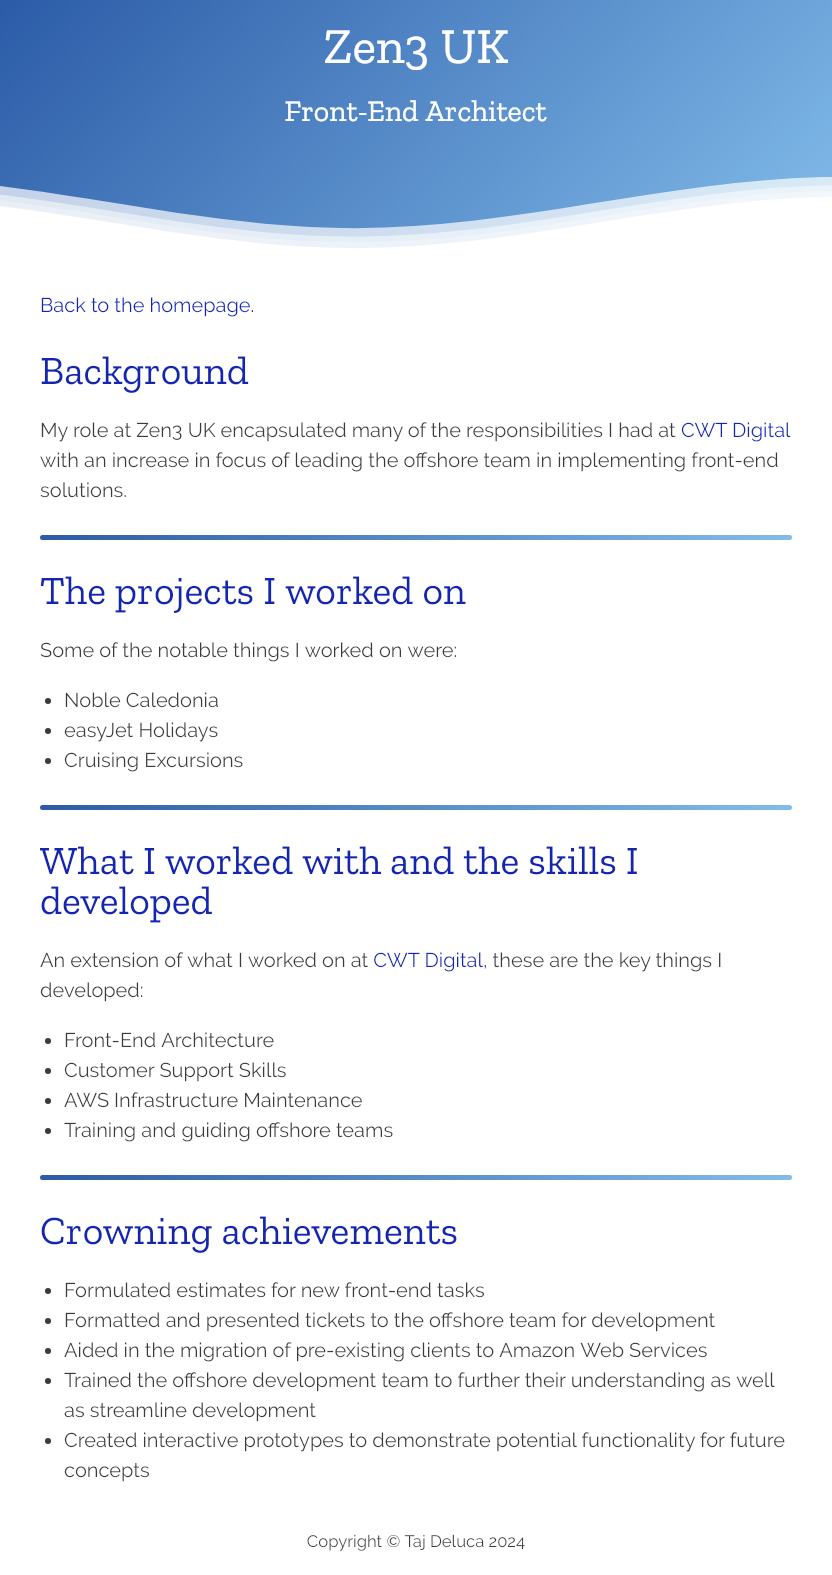 Zen3 UK
Front-End Architect
Back to the homepage.
Background
My role at Zen3 UK encapsulated many of the responsibilities I had at CWT Digital
with an increase in focus of leading the offshore team in implementing front-end
solutions.
The projects I worked on
Some of the notable things I worked on were:
• Noble Caledonia
• easyJet Holidays
• Cruising Excursions
What I worked with and the skills I
developed
An extension of what I worked on at CWT Digital, these are the key things I
developed:
• Front-End Architecture
• Customer Support Skills
• AWS Infrastructure Maintenance
• Training and guiding offshore teams
Crowning achievements
• Formulated estimates for new front-end tasks
• Formatted and presented tickets to the offshore team for development
• Aided in the migration of pre-existing clients to Amazon Web Services
• Trained the offshore development team to further their understanding as well
as streamline development
• Created interactive prototypes to demonstrate potential functionality for future
concepts
Copyright © Taj Deluca 2024